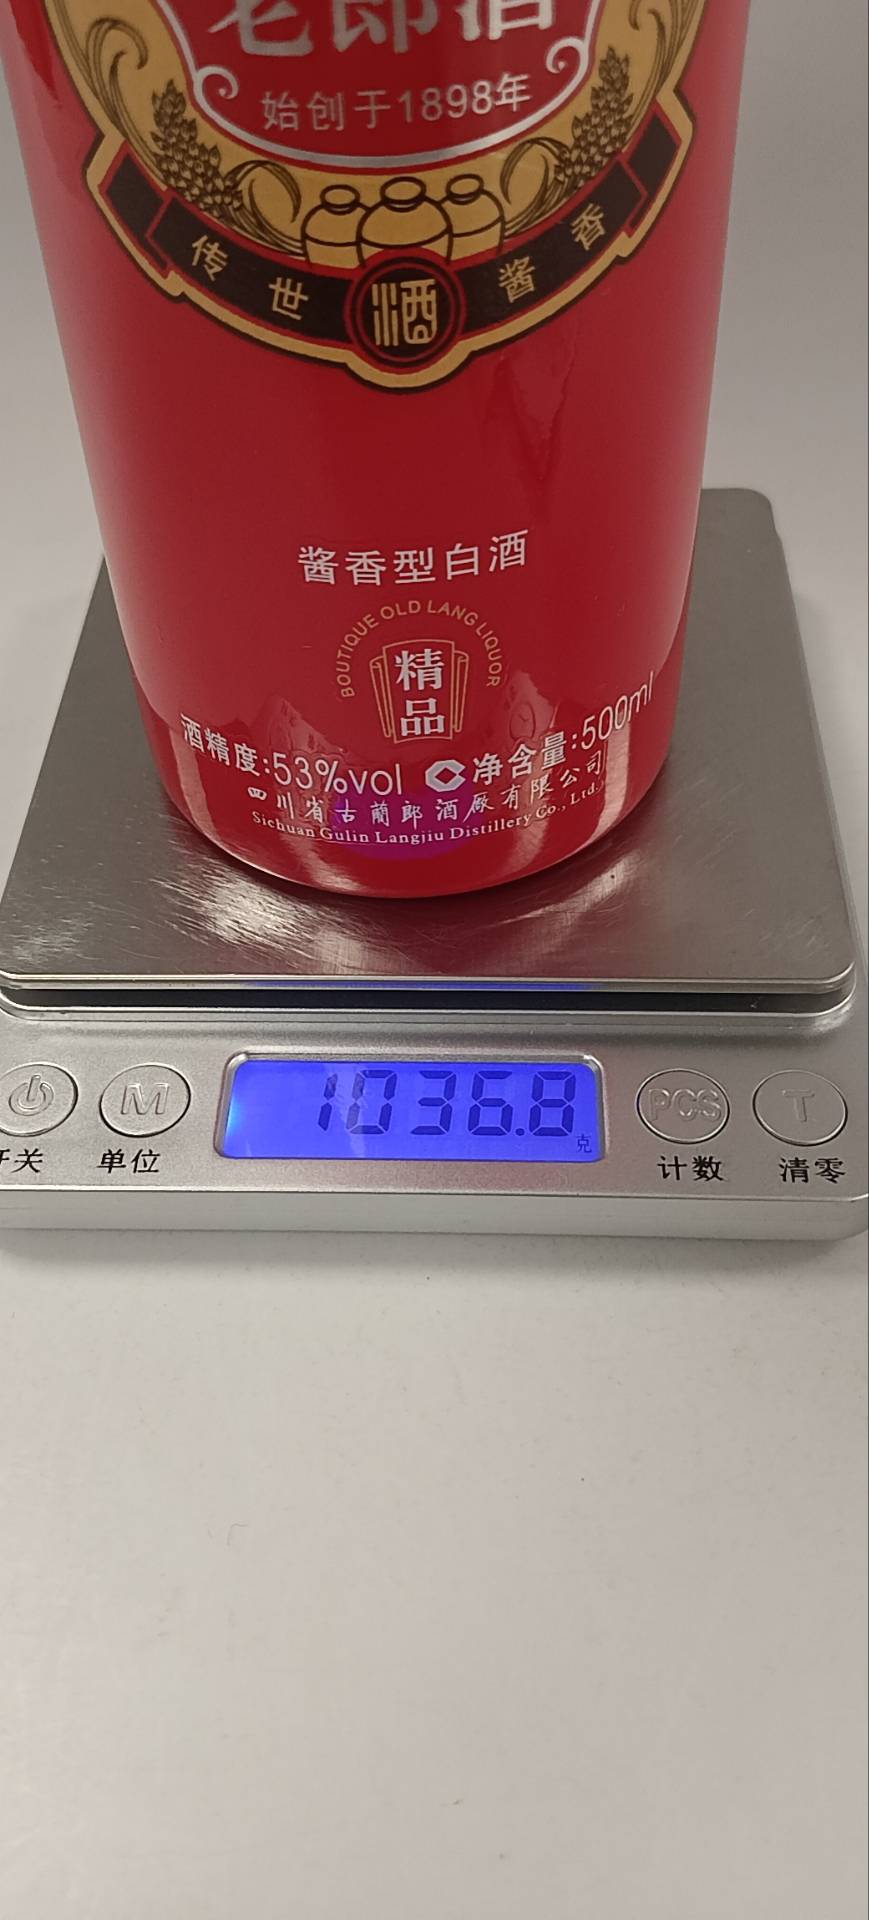 老郎酒
始创于1898年
传世酒酱香
酱香型白酒
BOUTIQUE OLD LANG LIQUOR
精品
酒精度:53%vol 净含量:500ml
四川省古蔺郎酒厰有限公司
Sichuan Gulin Langjiu Distillery Co., Ltd.
1036.8
克
M PCS T
开关 单位 计数 清零